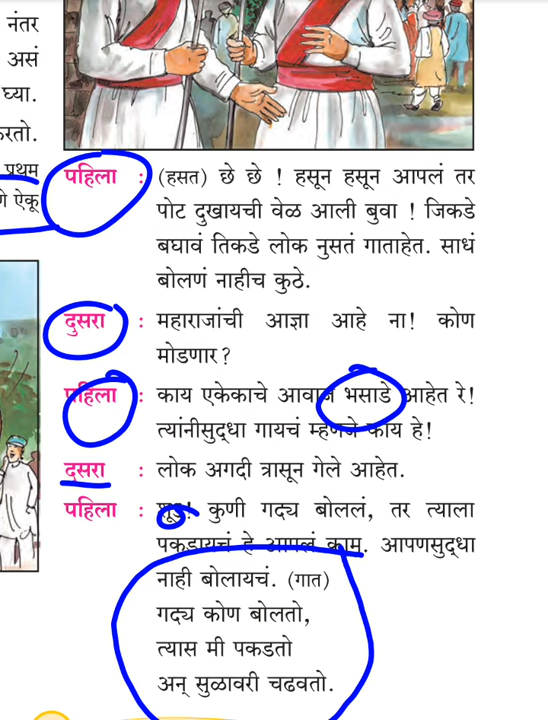 नंतर
असं
घ्या.
करतो.
प्रथम
ऐकू
पहिला : (हसत) छे छे ! हसून हसून आपलं तर
पोट दुखायची वेळ आली बुवा ! जिकडे
बघावं तिकडे लोक नुसतं गाताहेत. साधं
बोलणं नाहीच कुठे.
दुसरा : महाराजांची आज्ञा आहे ना! कोण
मोडणार?
पहिला : काय एकेकाचे आवाज भसाडे आहेत रे!
त्यांनीसुद्धा गायचं म्हणजे काय हे!
दुसरा : लोक अगदी त्रासून गेले आहेत.
पहिला : कुणी गद्य बोललं, तर त्याला
पकडायचं हे आपलं काम. आपणसुद्धा
नाही बोलायचं. (गात)
गद्य कोण बोलतो,
त्यास मी पकडतो
अन् सुळावरी चढवतो.